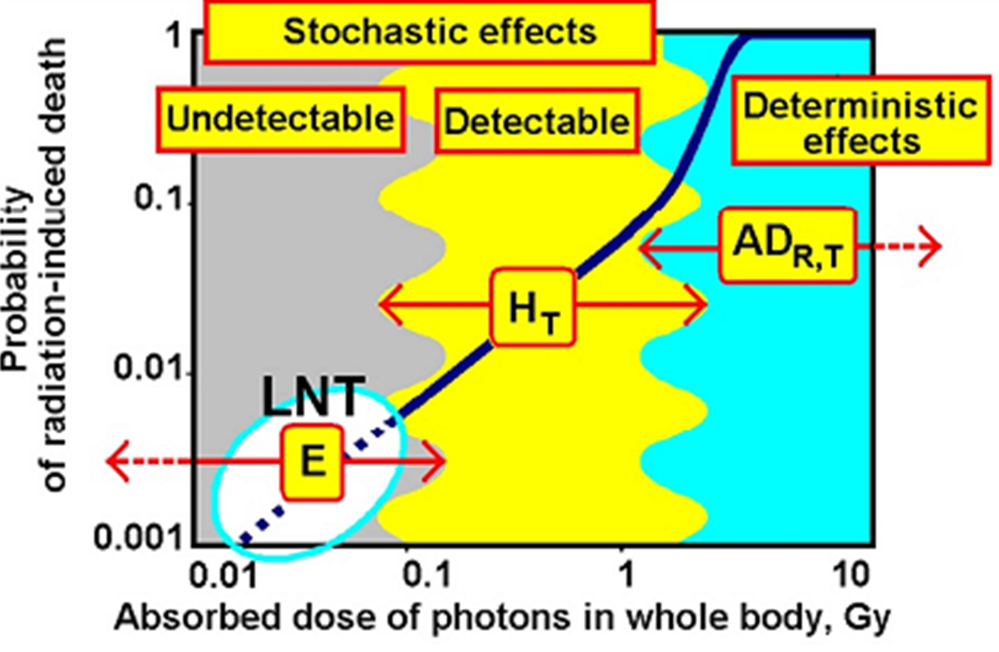 Stochastic effects
Undetectable
Detectable
Deterministic
effects
AD R,T
H T
LNT
E
Probability
of radiation-induced death
1
0.1
0.01
0.001
0.01
0.1
1
10
Absorbed dose of photons in whole body, Gy